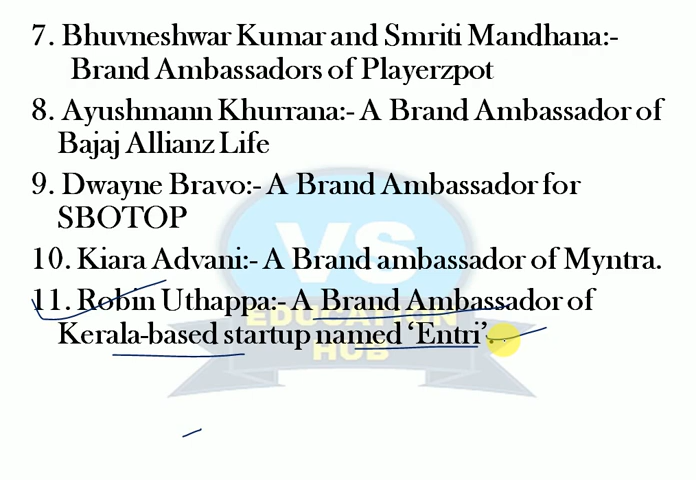 7. Bhuvneshwar Kumar and Smriti Mandhana:-
Brand Ambassadors of Playerzpot
8. Ayushmann Khurrana:- A Brand Ambassador of
Bajaj Allianz Life
9. Dwayne Bravo:- A Brand Ambassador for
SBOTOP
10. Kiara Advani:- A Brand ambassador of Myntra.
11. Robin Uthappa:- A Brand Ambassador of
Kerala-based startup named ‘Entri’.
VS
EDUCATION
HUB